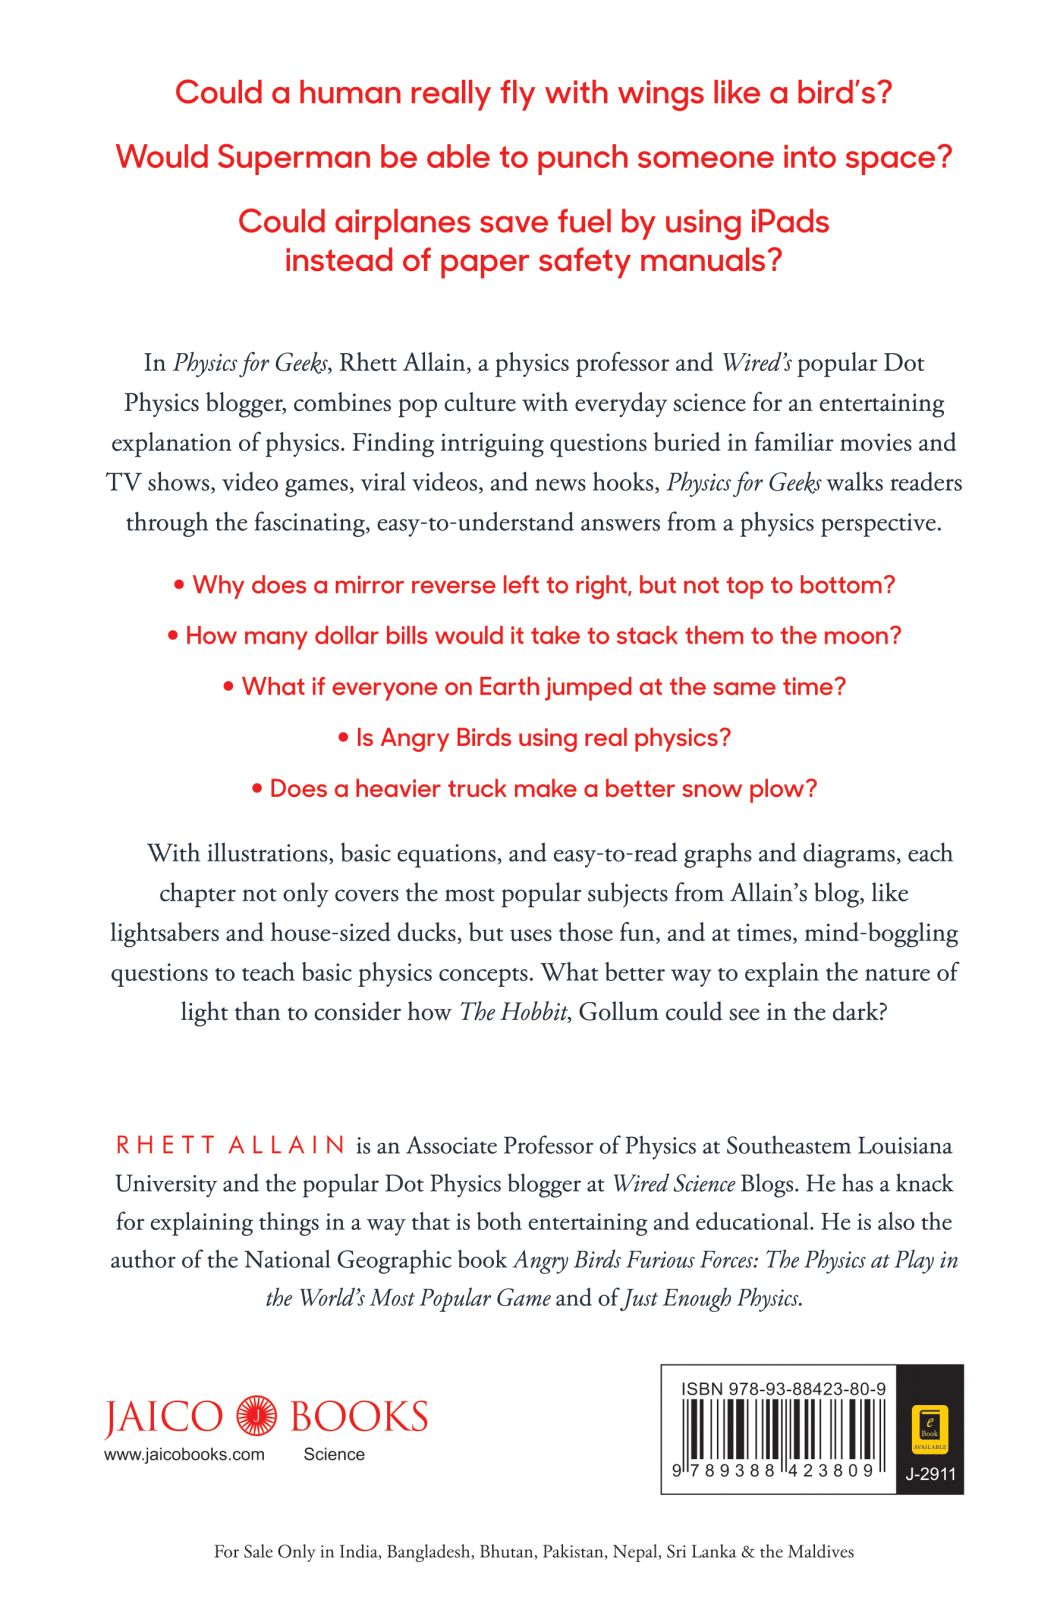 Could a human really fly with wings like a bird's?
Would Superman be able to punch someone into space?
Could airplanes save fuel by using iPads
instead of paper safety manuals?
In Physics for Geeks, Rhett Allain, a physics professor and Wired's popular Dot
Physics blogger, combines pop culture with everyday science for an entertaining
explanation of physics. Finding intriguing questions buried in familiar movies and
TV shows, video games, viral videos, and news hooks, Physics for Geeks walks readers
through the fascinating, easy-to-understand answers from a physics perspective.
• Why does a mirror reverse left to right, but not top to bottom?
• How many dollar bills would it take to stack them to the moon?
• What if everyone on Earth jumped at the same time?
• Is Angry Birds using real physics?
• Does a heavier truck make a better snow plow?
With illustrations, basic equations, and easy-to-read graphs and diagrams, each
chapter not only covers the most popular subjects from Allain's blog, like
lightsabers and house-sized ducks, but uses those fun, and at times, mind-boggling
questions to teach basic physics concepts. What better way to explain the nature of
light than to consider how The Hobbit, Gollum could see in the dark?
RHETT ALLAIN is an Associate Professor of Physics at Southeastem Louisiana
University and the popular Dot Physics blogger at Wired Science Blogs. He has a knack
for explaining things in a way that is both entertaining and educational. He is also the
author of the National Geographic book Angry Birds Furious Forces: The Physics at Play in
the World's Most Popular Game and of Just Enough Physics.
JAICO J BOOKS
www.jaicobooks.com Science
ISBN 978-93-88423-80-9
9 789388 423809
e
Book
AVAILABLE
J-2911
For Sale Only in India, Bangladesh, Bhutan, Pakistan, Nepal, Sri Lanka & the Maldives